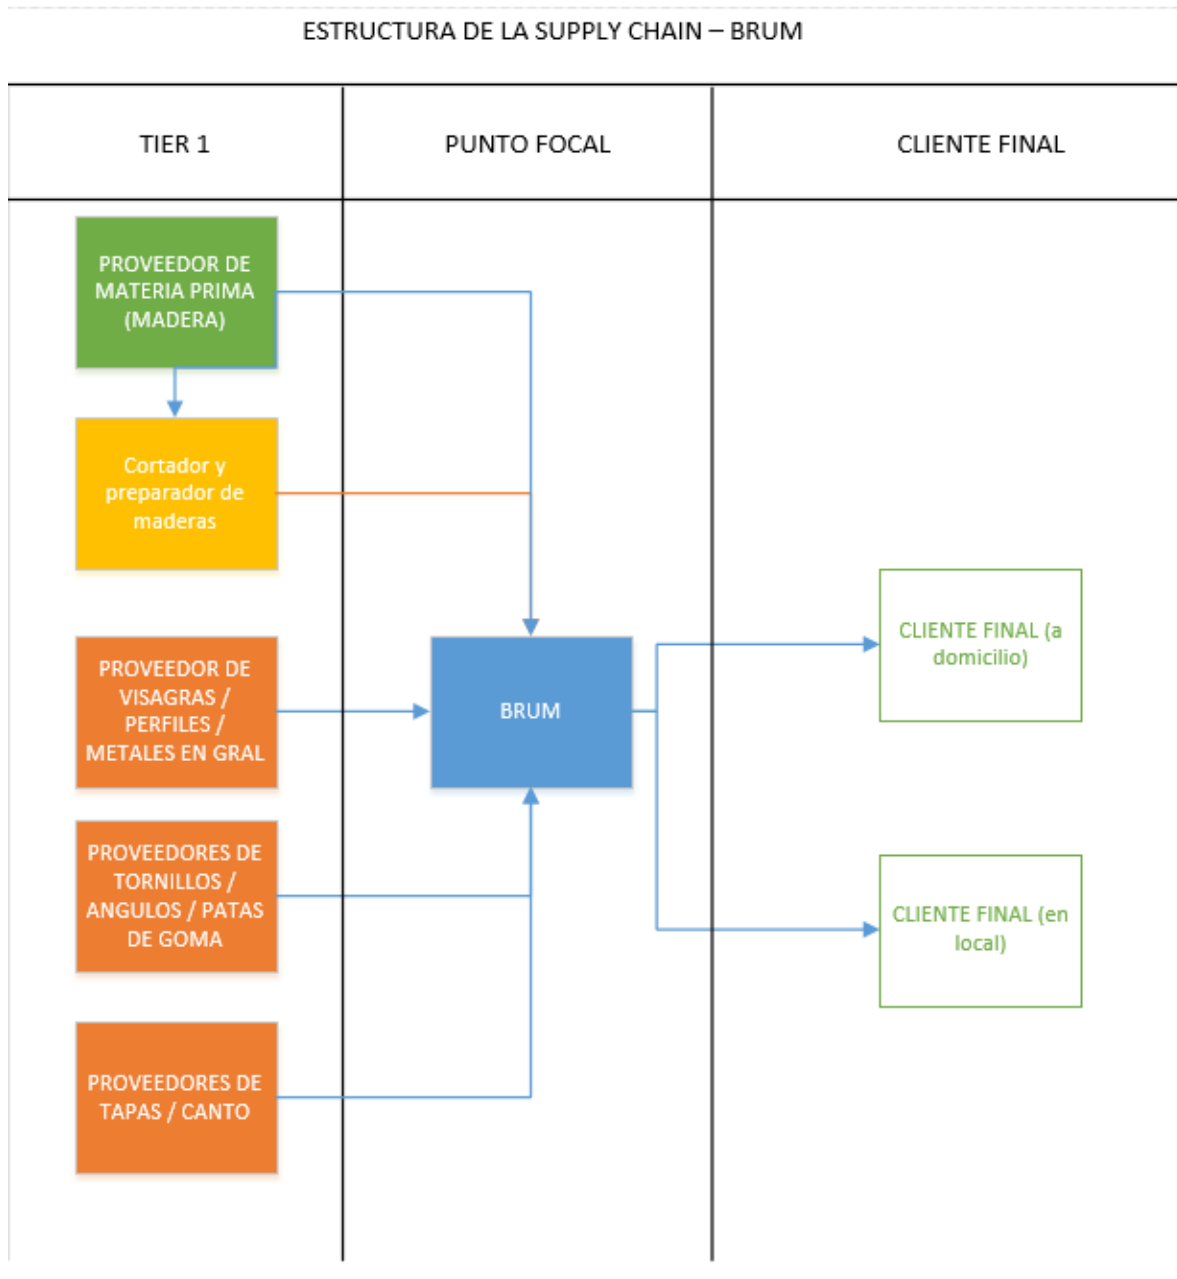 ESTRUCTURA DE LA SUPPLY CHAIN – BRUM
TIER 1
PUNTO FOCAL
CLIENTE FINAL
PROVEEDOR DE
MATERIA PRIMA
(MADERA)
Cortador y
preparador de
maderas
PROVEEDOR DE
VISAGRAS /
PERFILES /
METALES EN GRAL
BRUM
CLIENTE FINAL (a
domicilio)
PROVEEDORES DE
TORNILLOS /
ANGULOS / PATAS
DE GOMA
CLIENTE FINAL (en
local)
PROVEEDORES DE
TAPAS / CANTO